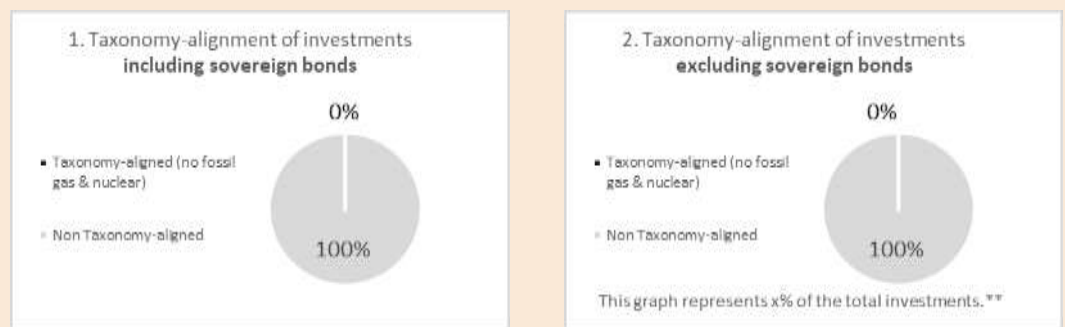 1. Taxonomy-alignment of investments
including sovereign bonds
0%
Taxonomy-aligned (no fossil
gas & nuclear)
Non Taxonomy-aligned
100%
2. Taxonomy-alignment of investments
excluding sovereign bonds
0%
Taxonomy-aligned (no fossil
gas & nuclear)
Non Taxonomy-aligned
100%
This graph represents x% of the total investments.**